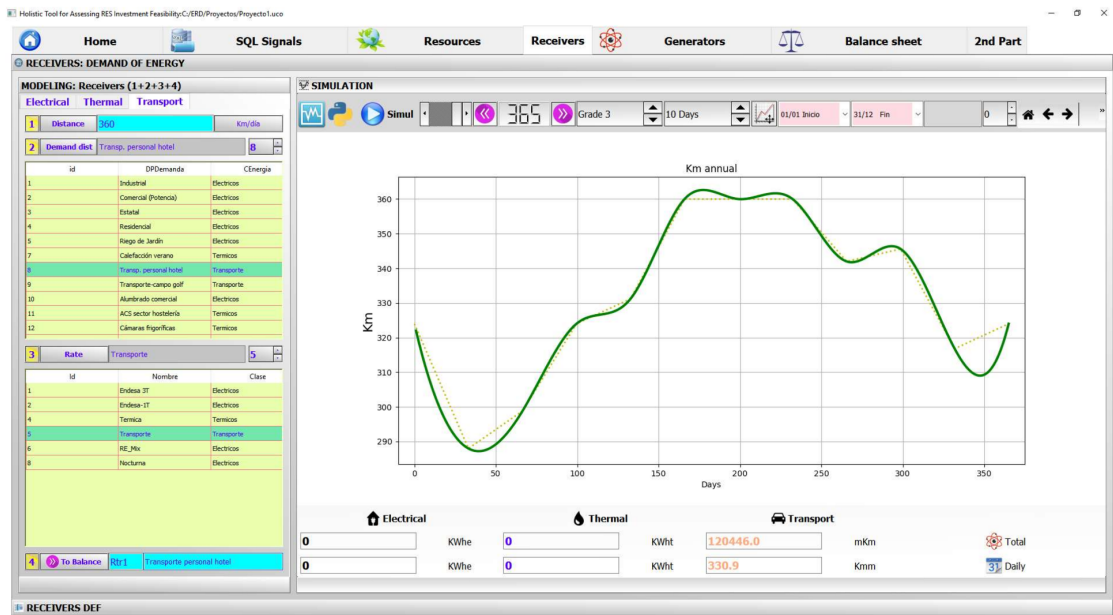 Holistic Tool for Assessing RES Investment Feasibility:C:/ERD/Proyectos/Proyecto1.uco
Home SQL Signals Resources Receivers Generators Balance sheet 2nd Part
RECEIVERS: DEMAND OF ENERGY
MODELING: Receivers (1+2+3+4)
Electrical Thermal Transport
1 Distance 360 Km/día
2 Demand dist Transp. personal hotel 8
id DPDemanda CEnergia
1 Industrial Electricos
2 Comercial (Potencia) Electricos
3 Estatal Electricos
4 Residencial Electricos
5 Riego de Jardín Electricos
7 Calefacción verano Termicos
8 Transp. personal hotel Transporte
9 Transporte-campo golf Transporte
10 Alumbrado comercial Electricos
11 ACS sector hostelería Termicos
12 Cámaras frigoríficas Termicos
3 Rate Transporte 5
Id Nombre Clase
1 Endesa 3T Electricos
2 Endesa-1T Electricos
4 Termica Termicos
5 Transporte Transporte
6 RE_Mix Electricos
8 Nocturna Electricos
4 To Balance Rtr1 Transporte personal hotel
SIMULATION
Simul 365 Grade 3 10 Days 01/01 Inicio 31/12 Fin 0 »
Km annual
360
350
340
330
320
310
300
290
Km
0 50 100 150 200 250 300 350
Days
Electrical Thermal Transport
0 KWhe 0 KWht 120446.0 mKm Total
0 KWhe 0 KWht 330.9 Kmm 31 Daily
RECEIVERS DEF